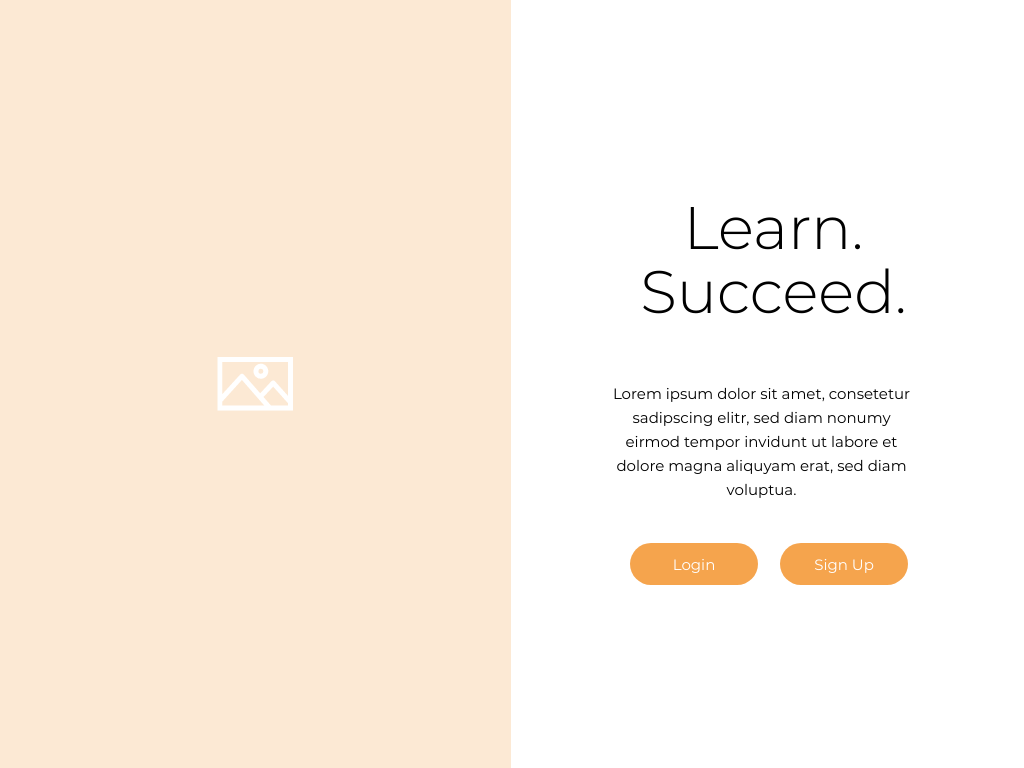 Learn.
Succeed.
Lorem ipsum dolor sit amet, consetetur
sadipscing elitr, sed diam nonumy
eirmod tempor invidunt ut labore et
dolore magna aliquyam erat, sed diam
voluptua.
Login
Sign Up